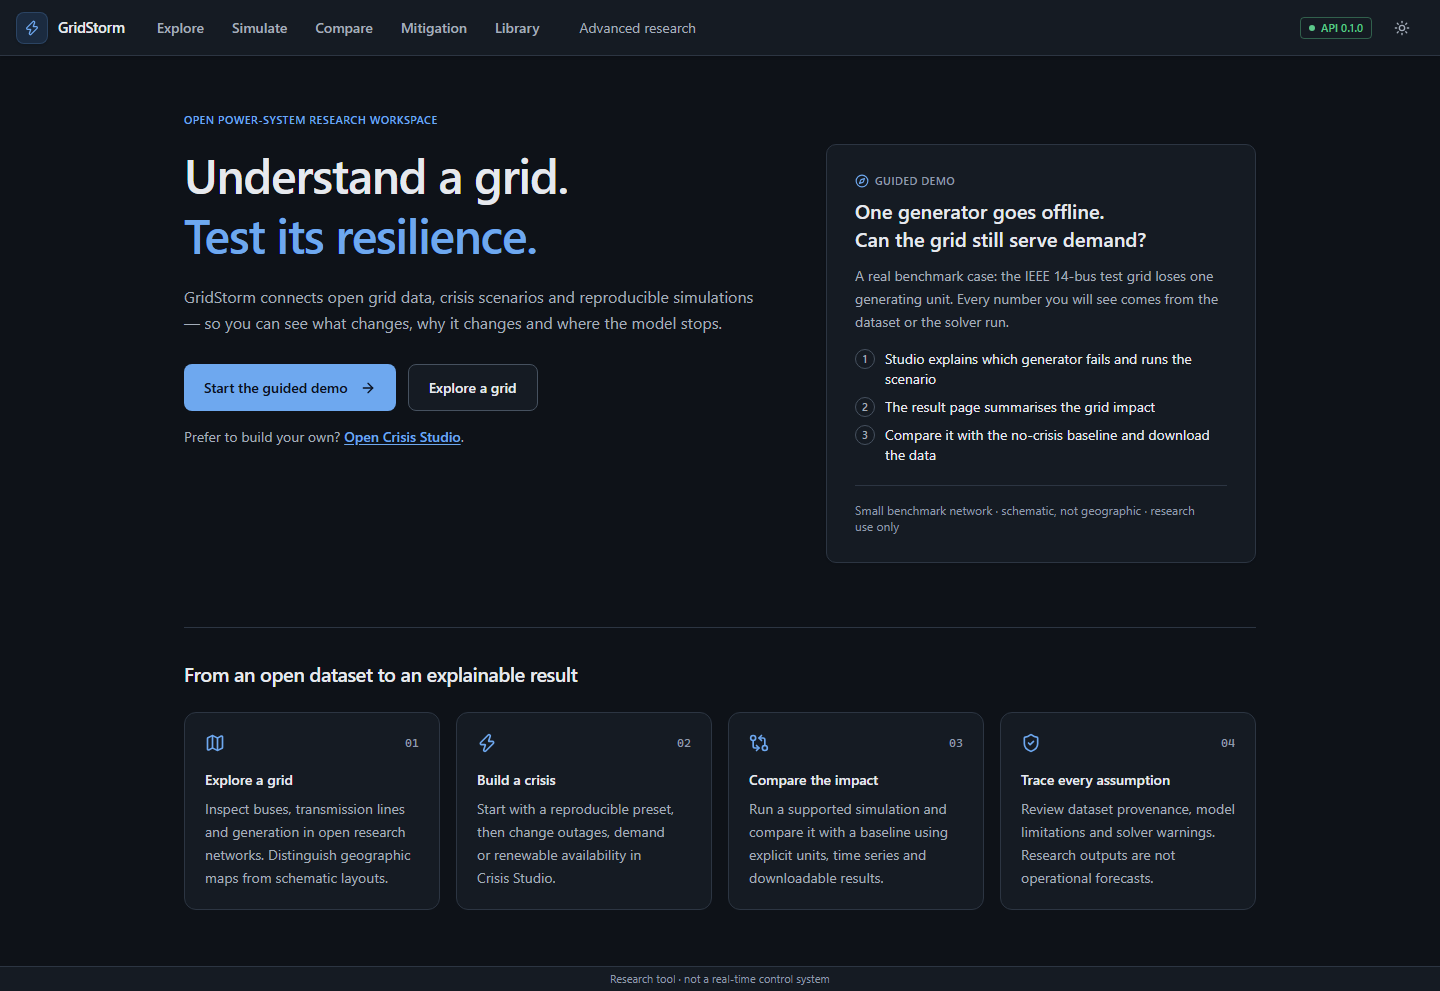 GridStorm
Explore
Simulate
Compare
Mitigation
Library
Advanced research
API 0.1.0
OPEN POWER-SYSTEM RESEARCH WORKSPACE
Understand a grid.
Test its resilience.
GridStorm connects open grid data, crisis scenarios and reproducible simulations
— so you can see what changes, why it changes and where the model stops.
Start the guided demo →
Explore a grid
Prefer to build your own? Open Crisis Studio.
GUIDED DEMO
One generator goes offline.
Can the grid still serve demand?
A real benchmark case: the IEEE 14-bus test grid loses one
generating unit. Every number you will see comes from the
dataset or the solver run.
1 Studio explains which generator fails and runs the
scenario
2 The result page summarises the grid impact
3 Compare it with the no-crisis baseline and download
the data
Small benchmark network · schematic, not geographic · research
use only
From an open dataset to an explainable result
01
Explore a grid
Inspect buses, transmission lines
and generation in open research
networks. Distinguish geographic
maps from schematic layouts.
02
Build a crisis
Start with a reproducible preset,
then change outages, demand
or renewable availability in
Crisis Studio.
03
Compare the impact
Run a supported simulation and
compare it with a baseline using
explicit units, time series and
downloadable results.
04
Trace every assumption
Review dataset provenance, model
limitations and solver warnings.
Research outputs are not
operational forecasts.
Research tool · not a real-time control system